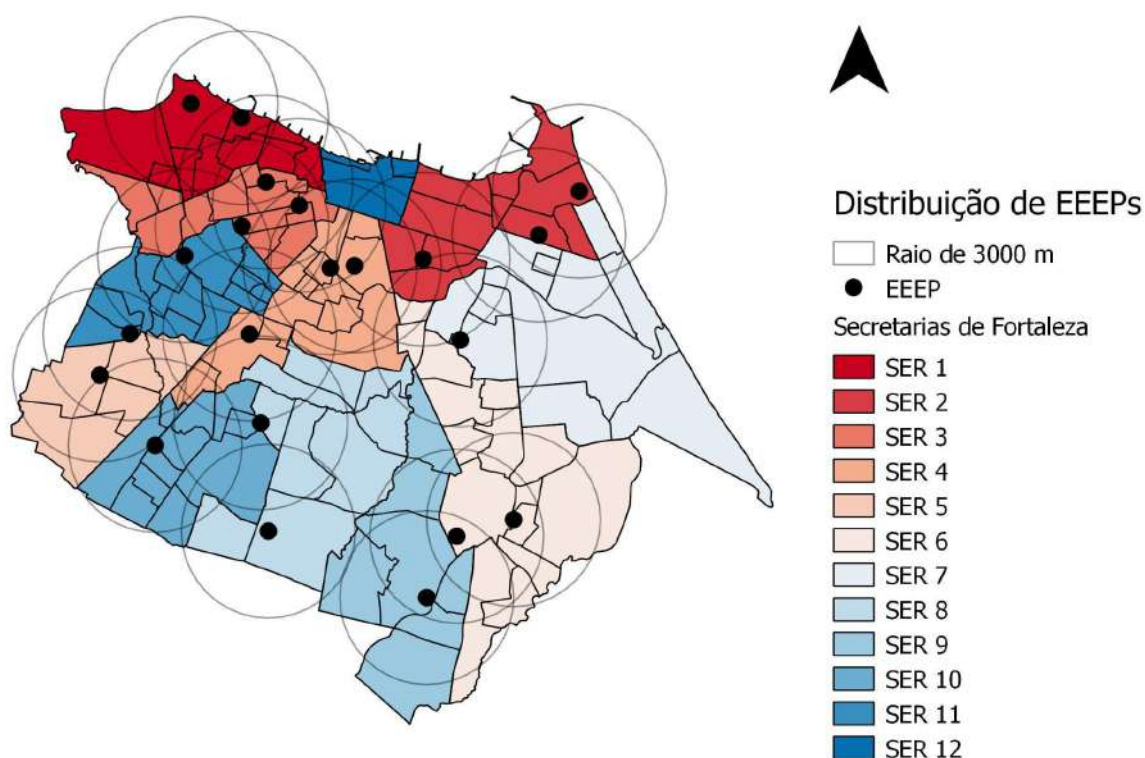 Distribuição de EEEPs
Raio de 3000 m
EEEP
Secretarias de Fortaleza
SER 1
SER 2
SER 3
SER 4
SER 5
SER 6
SER 7
SER 8
SER 9
SER 10
SER 11
SER 12